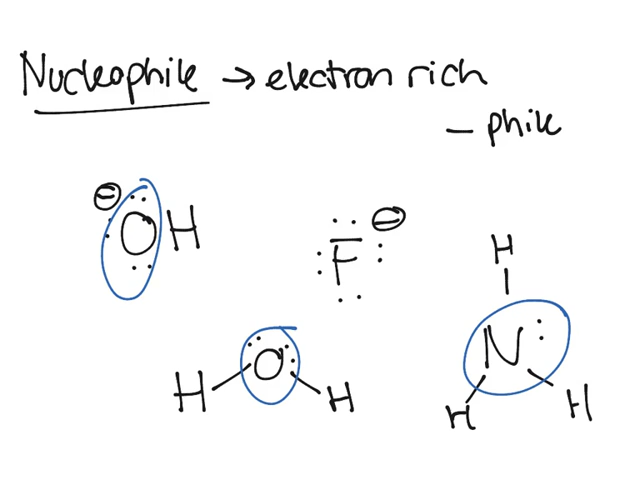 Nucleophile → electron rich
– phile
⊖
OH
F ⊖
H
N
H H
O
H H